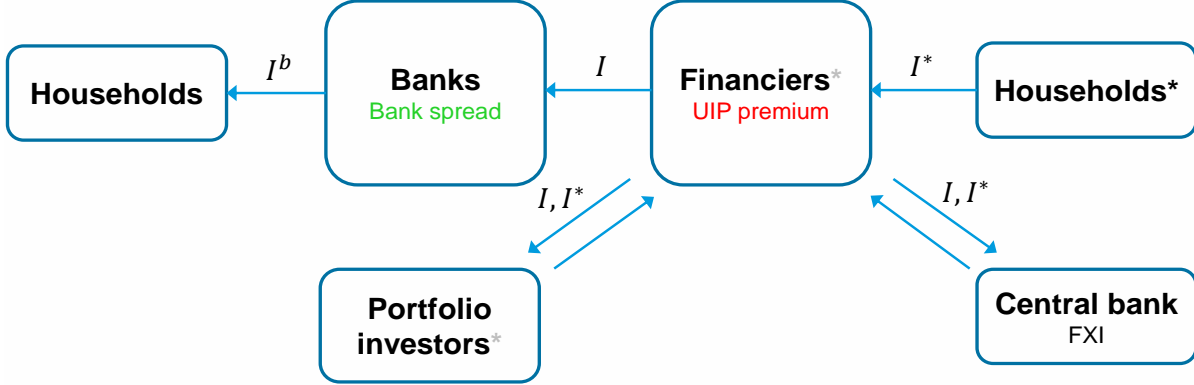 Households
I^b
Banks
Bank spread
I
Financiers*
UIP premium
I*
Households*
I, I*
I, I*
Portfolio
investors*
Central bank
FXI